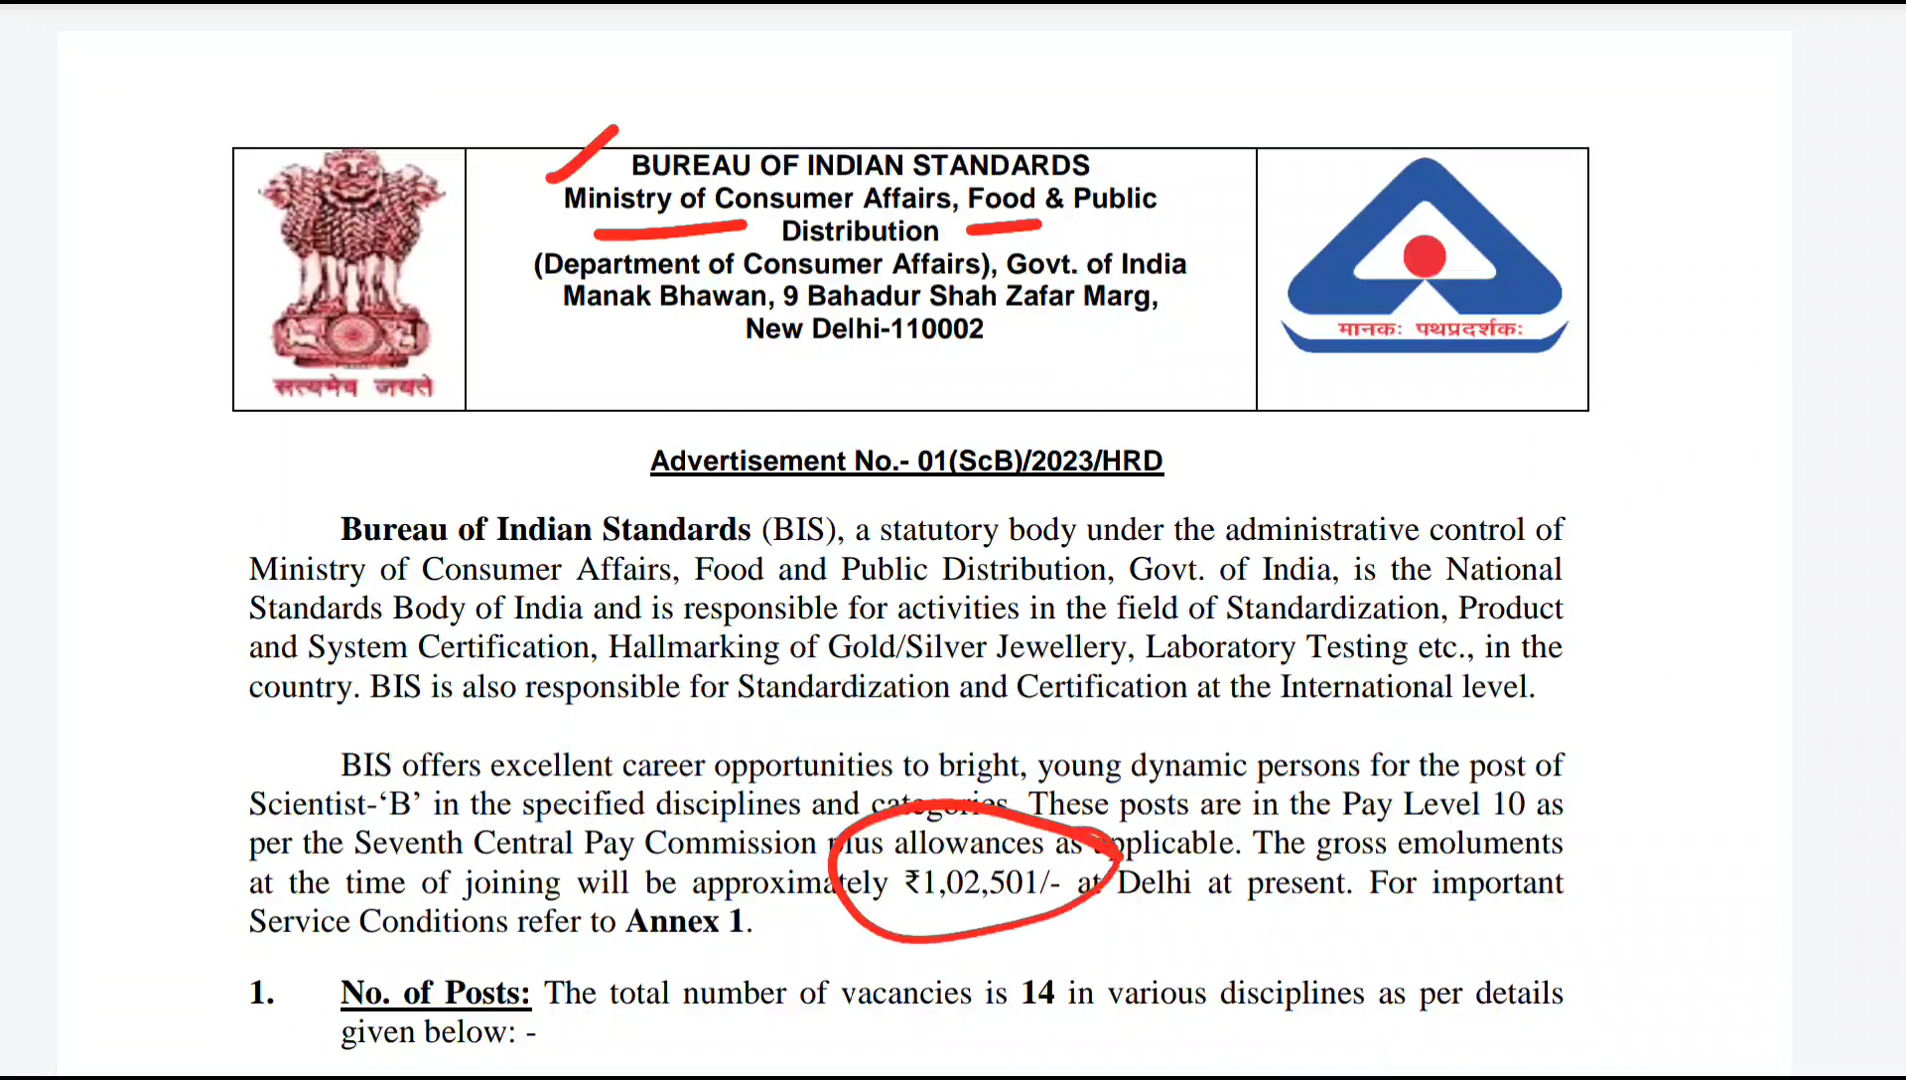 BUREAU OF INDIAN STANDARDS
Ministry of Consumer Affairs, Food & Public
Distribution
(Department of Consumer Affairs), Govt. of India
Manak Bhawan, 9 Bahadur Shah Zafar Marg,
New Delhi-110002
सत्यमेव जयते
मानक: पथप्रदर्शक:
Advertisement No.- 01(ScB)/2023/HRD
Bureau of Indian Standards (BIS), a statutory body under the administrative control of
Ministry of Consumer Affairs, Food and Public Distribution, Govt. of India, is the National
Standards Body of India and is responsible for activities in the field of Standardization, Product
and System Certification, Hallmarking of Gold/Silver Jewellery, Laboratory Testing etc., in the
country. BIS is also responsible for Standardization and Certification at the International level.
BIS offers excellent career opportunities to bright, young dynamic persons for the post of
Scientist-‘B’ in the specified disciplines and categories. These posts are in the Pay Level 10 as
per the Seventh Central Pay Commission plus allowances as applicable. The gross emoluments
at the time of joining will be approximately ₹1,02,501/- at Delhi at present. For important
Service Conditions refer to Annex 1.
1. No. of Posts: The total number of vacancies is 14 in various disciplines as per details
given below: -